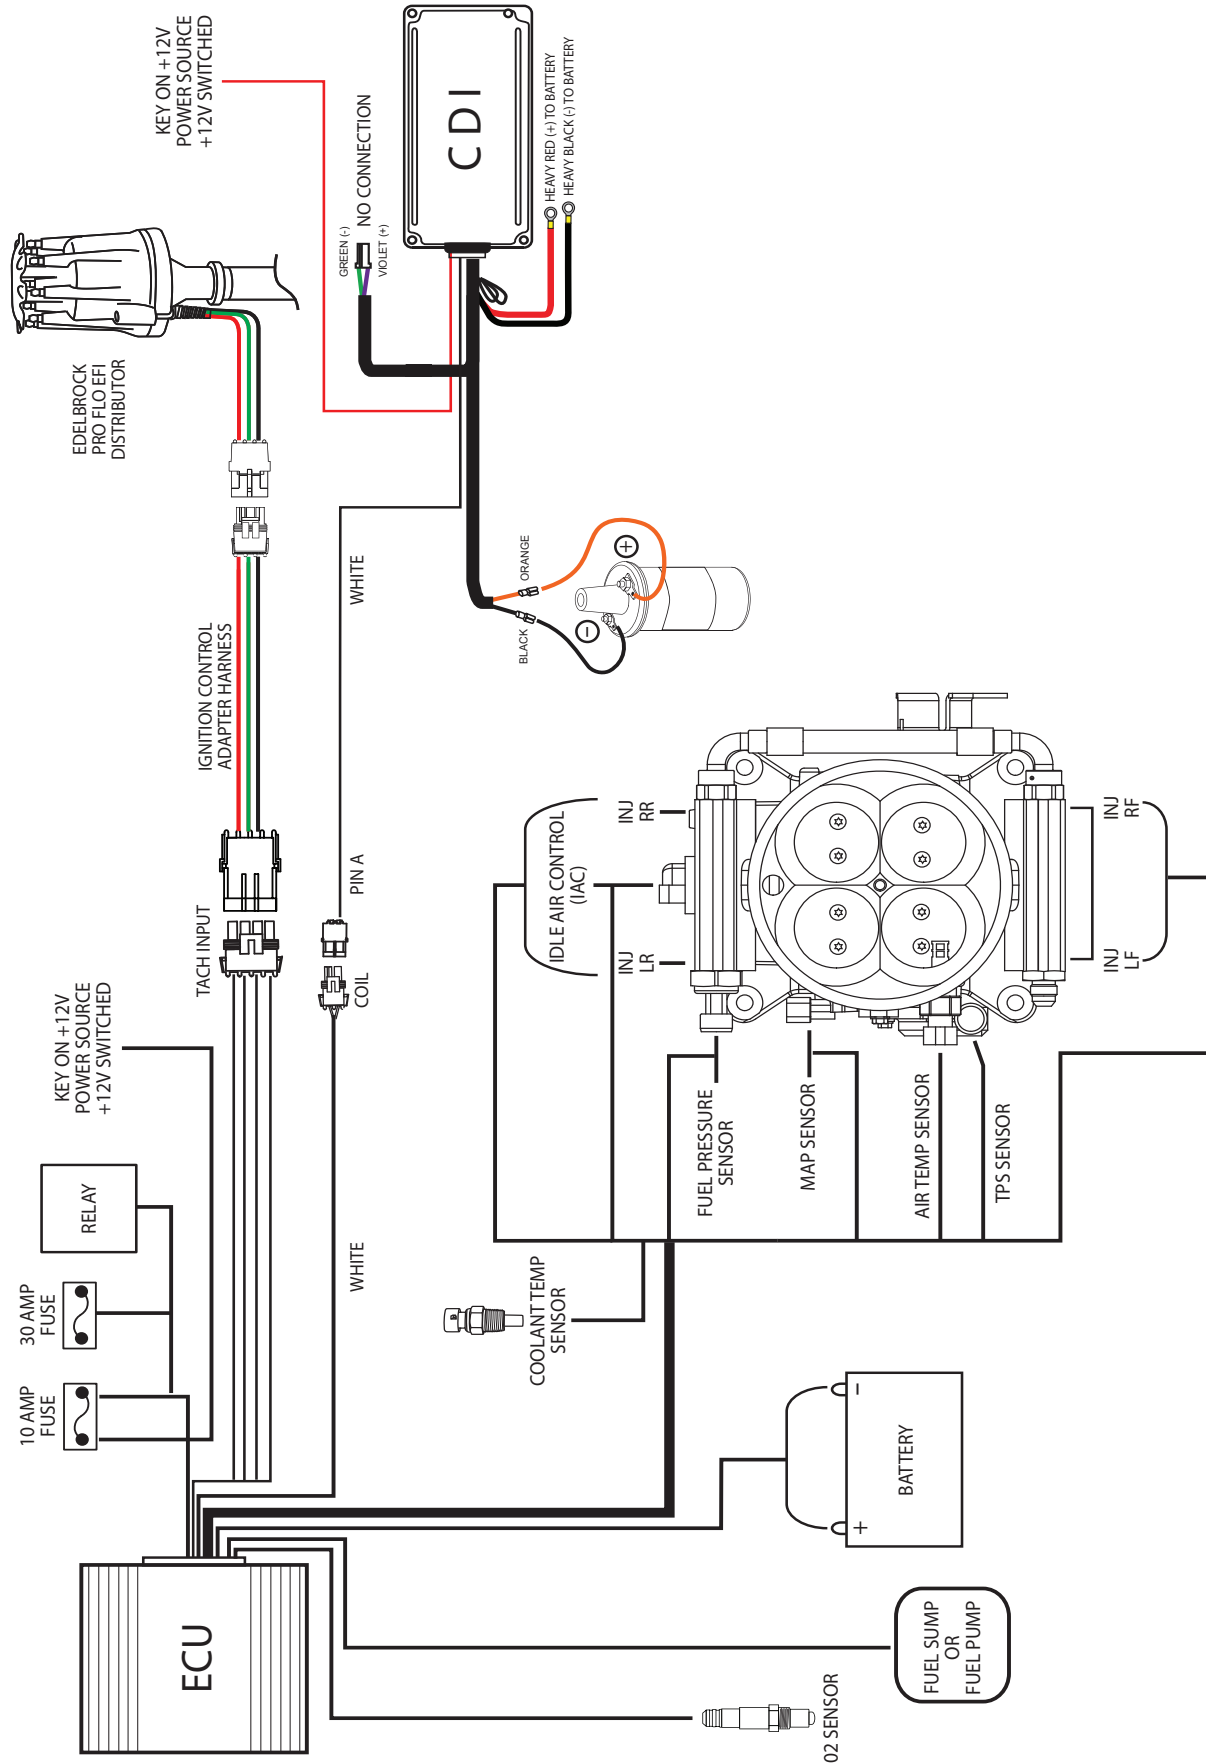 ECU
10 AMP
FUSE
30 AMP
FUSE
RELAY
KEY ON +12V
POWER SOURCE
+12V SWITCHED
TACH INPUT
IGNITION CONTROL
ADAPTER HARNESS
EDELBROCK
PRO FLO EFI
DISTRIBUTOR
KEY ON +12V
POWER SOURCE
+12V SWITCHED
GREEN (-)
NO CONNECTION
VIOLET (+)
CDI
HEAVY RED (+) TO BATTERY
HEAVY BLACK (-) TO BATTERY
WHITE
COIL
PIN A
WHITE
BLACK
ORANGE
-
+
COOLANT TEMP
SENSOR
IDLE AIR CONTROL
(IAC)
INJ
LR
INJ
RR
FUEL PRESSURE
SENSOR
MAP SENSOR
AIR TEMP SENSOR
TPS SENSOR
INJ
LF
INJ
RF
+
-
BATTERY
FUEL SUMP
OR
FUEL PUMP
02 SENSOR